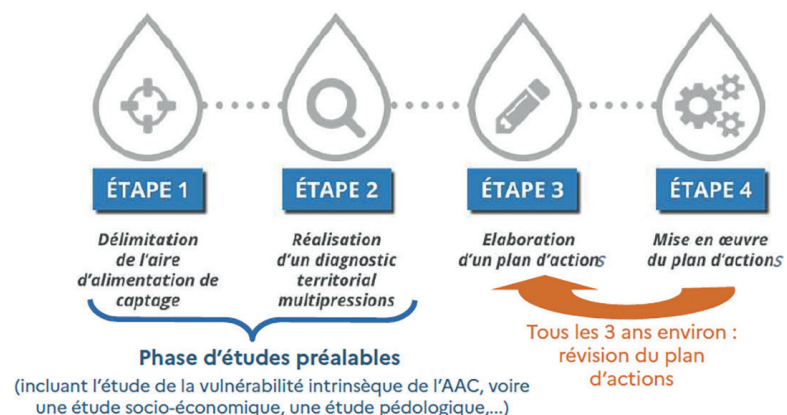 ÉTAPE 1
ÉTAPE 2
ÉTAPE 3
ÉTAPE 4
Délimitation
de l'aire
d'alimentation de
captage
Réalisation
d'un diagnostic
territorial
multipressions
Elaboration
d'un plan d'actions
Mise en œuvre
du plan d'actions
Phase d'études préalables
(incluant l'étude de la vulnérabilité intrinsèque de l'AAC, voire
une étude socio-économique, une étude pédologique,...)
Tous les 3 ans environ :
révision du plan
d'actions